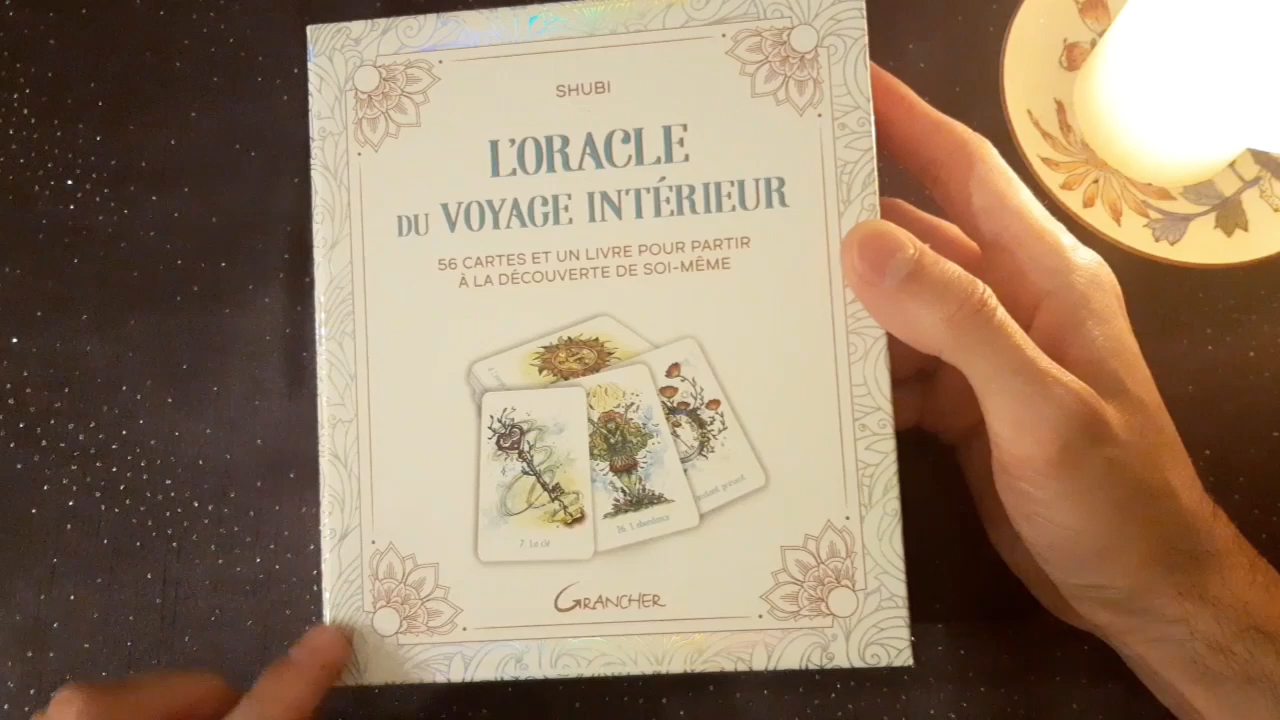 SHUBI
L'ORACLE
DU VOYAGE INTÉRIEUR
56 CARTES ET UN LIVRE POUR PARTIR
À LA DÉCOUVERTE DE SOI-MÊME
7. La clé
26. L'abondance
présent
GRANCHER